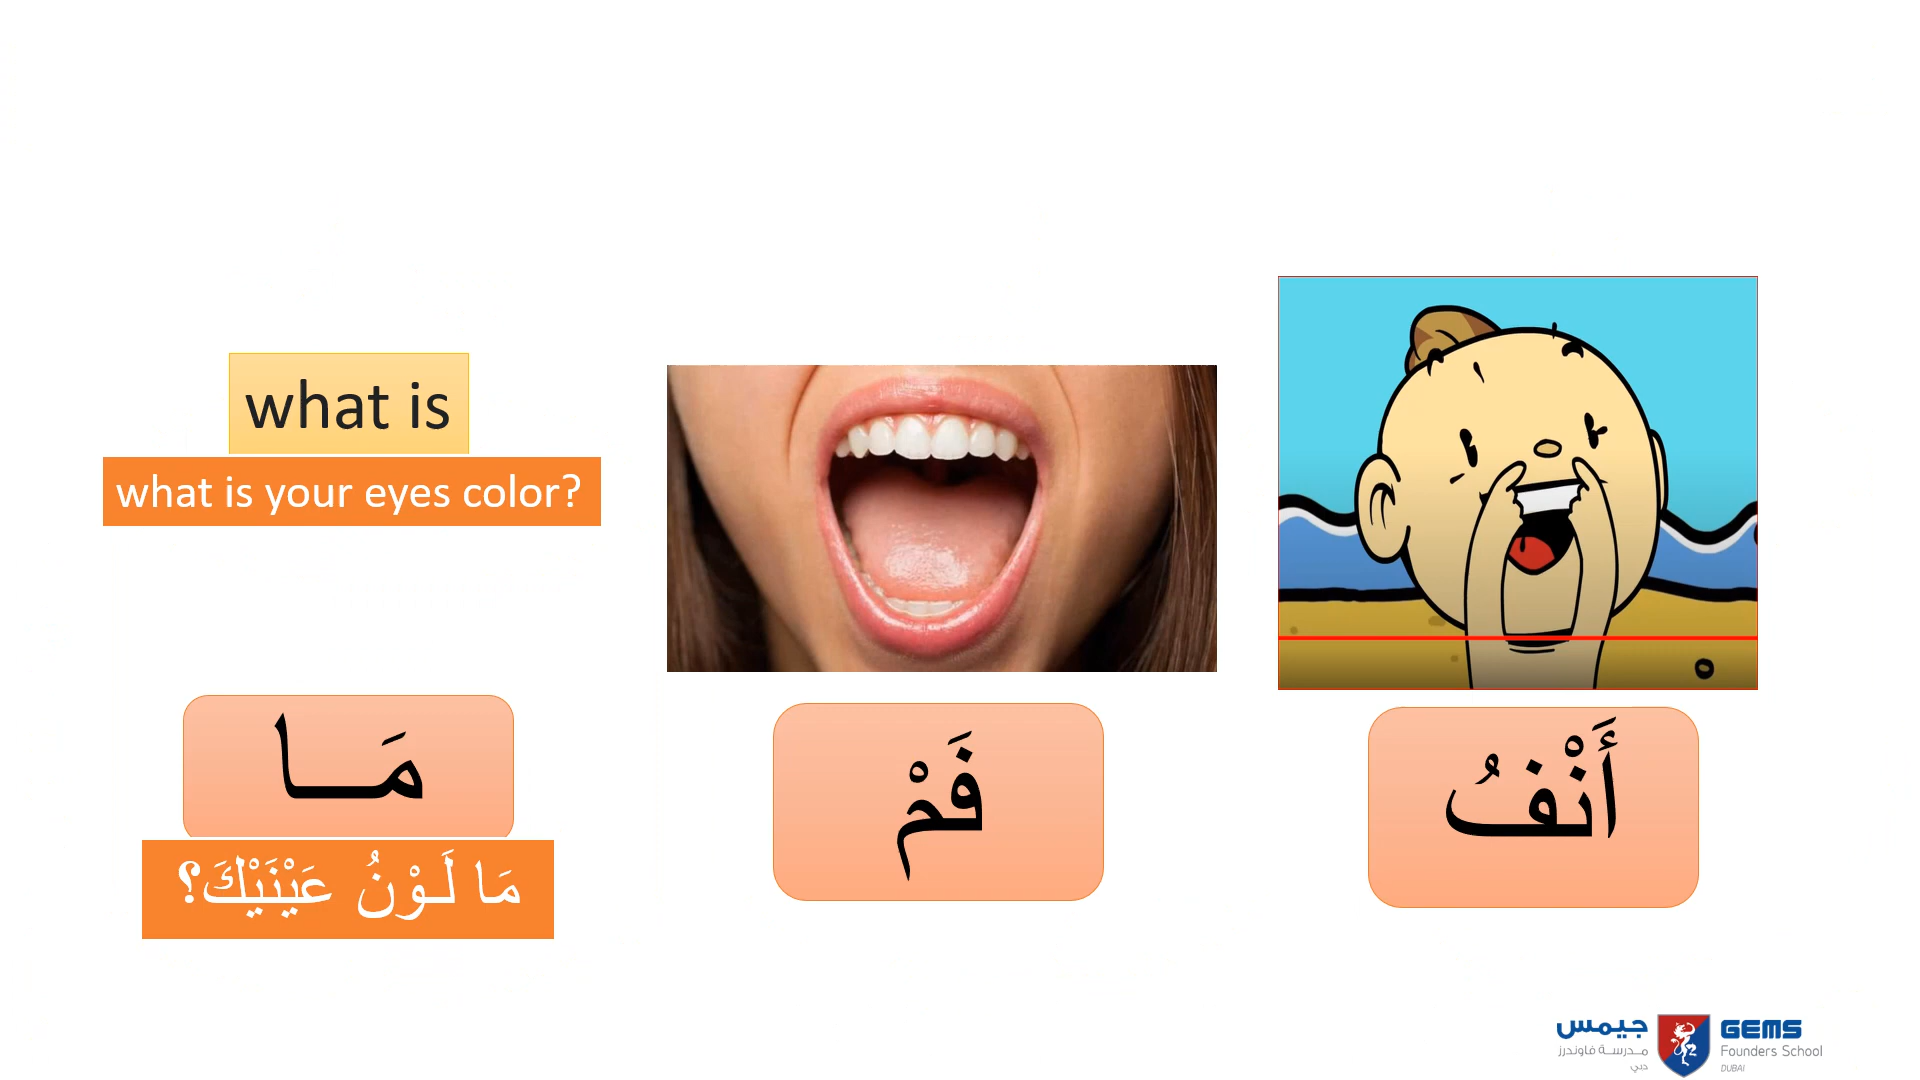 what is
what is your eyes color?
مَــا
مَا لَـوْنُ عَيْنَيْكَ؟
فَمْ
أَنْفُ
جيمس
مدرسة فاوندرز
دبي
GEMS
Founders School
DUBAI